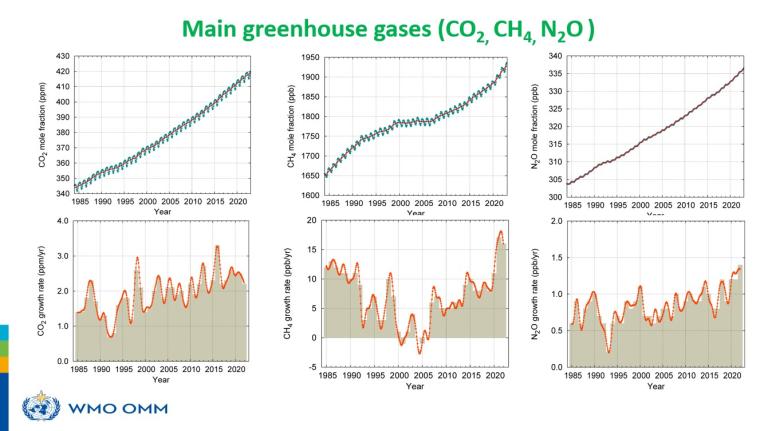 Main greenhouse gases (CO2, CH4, N2O )
CO2 mole fraction (ppm)
430
420
410
400
390
380
370
360
350
340
1985 1990 1995 2000 2005 2010 2015 2020
Year
CH4 mole fraction (ppb)
1950
1900
1850
1800
1750
1700
1650
1600
1985 1990 1995 2000 2005 2010 2015 2020
Year
N2O mole fraction (ppb)
340
335
330
325
320
315
310
305
300
1985 1990 1995 2000 2005 2010 2015 2020
Year
CO2 growth rate (ppm/yr)
4.0
3.0
2.0
1.0
0.0
1985 1990 1995 2000 2005 2010 2015 2020
Year
CH4 growth rate (ppb/yr)
20
15
10
5
0
-5
1985 1990 1995 2000 2005 2010 2015 2020
Year
N2O growth rate (ppb/yr)
2.0
1.5
1.0
0.5
0.0
1985 1990 1995 2000 2005 2010 2015 2020
Year
WMO OMM